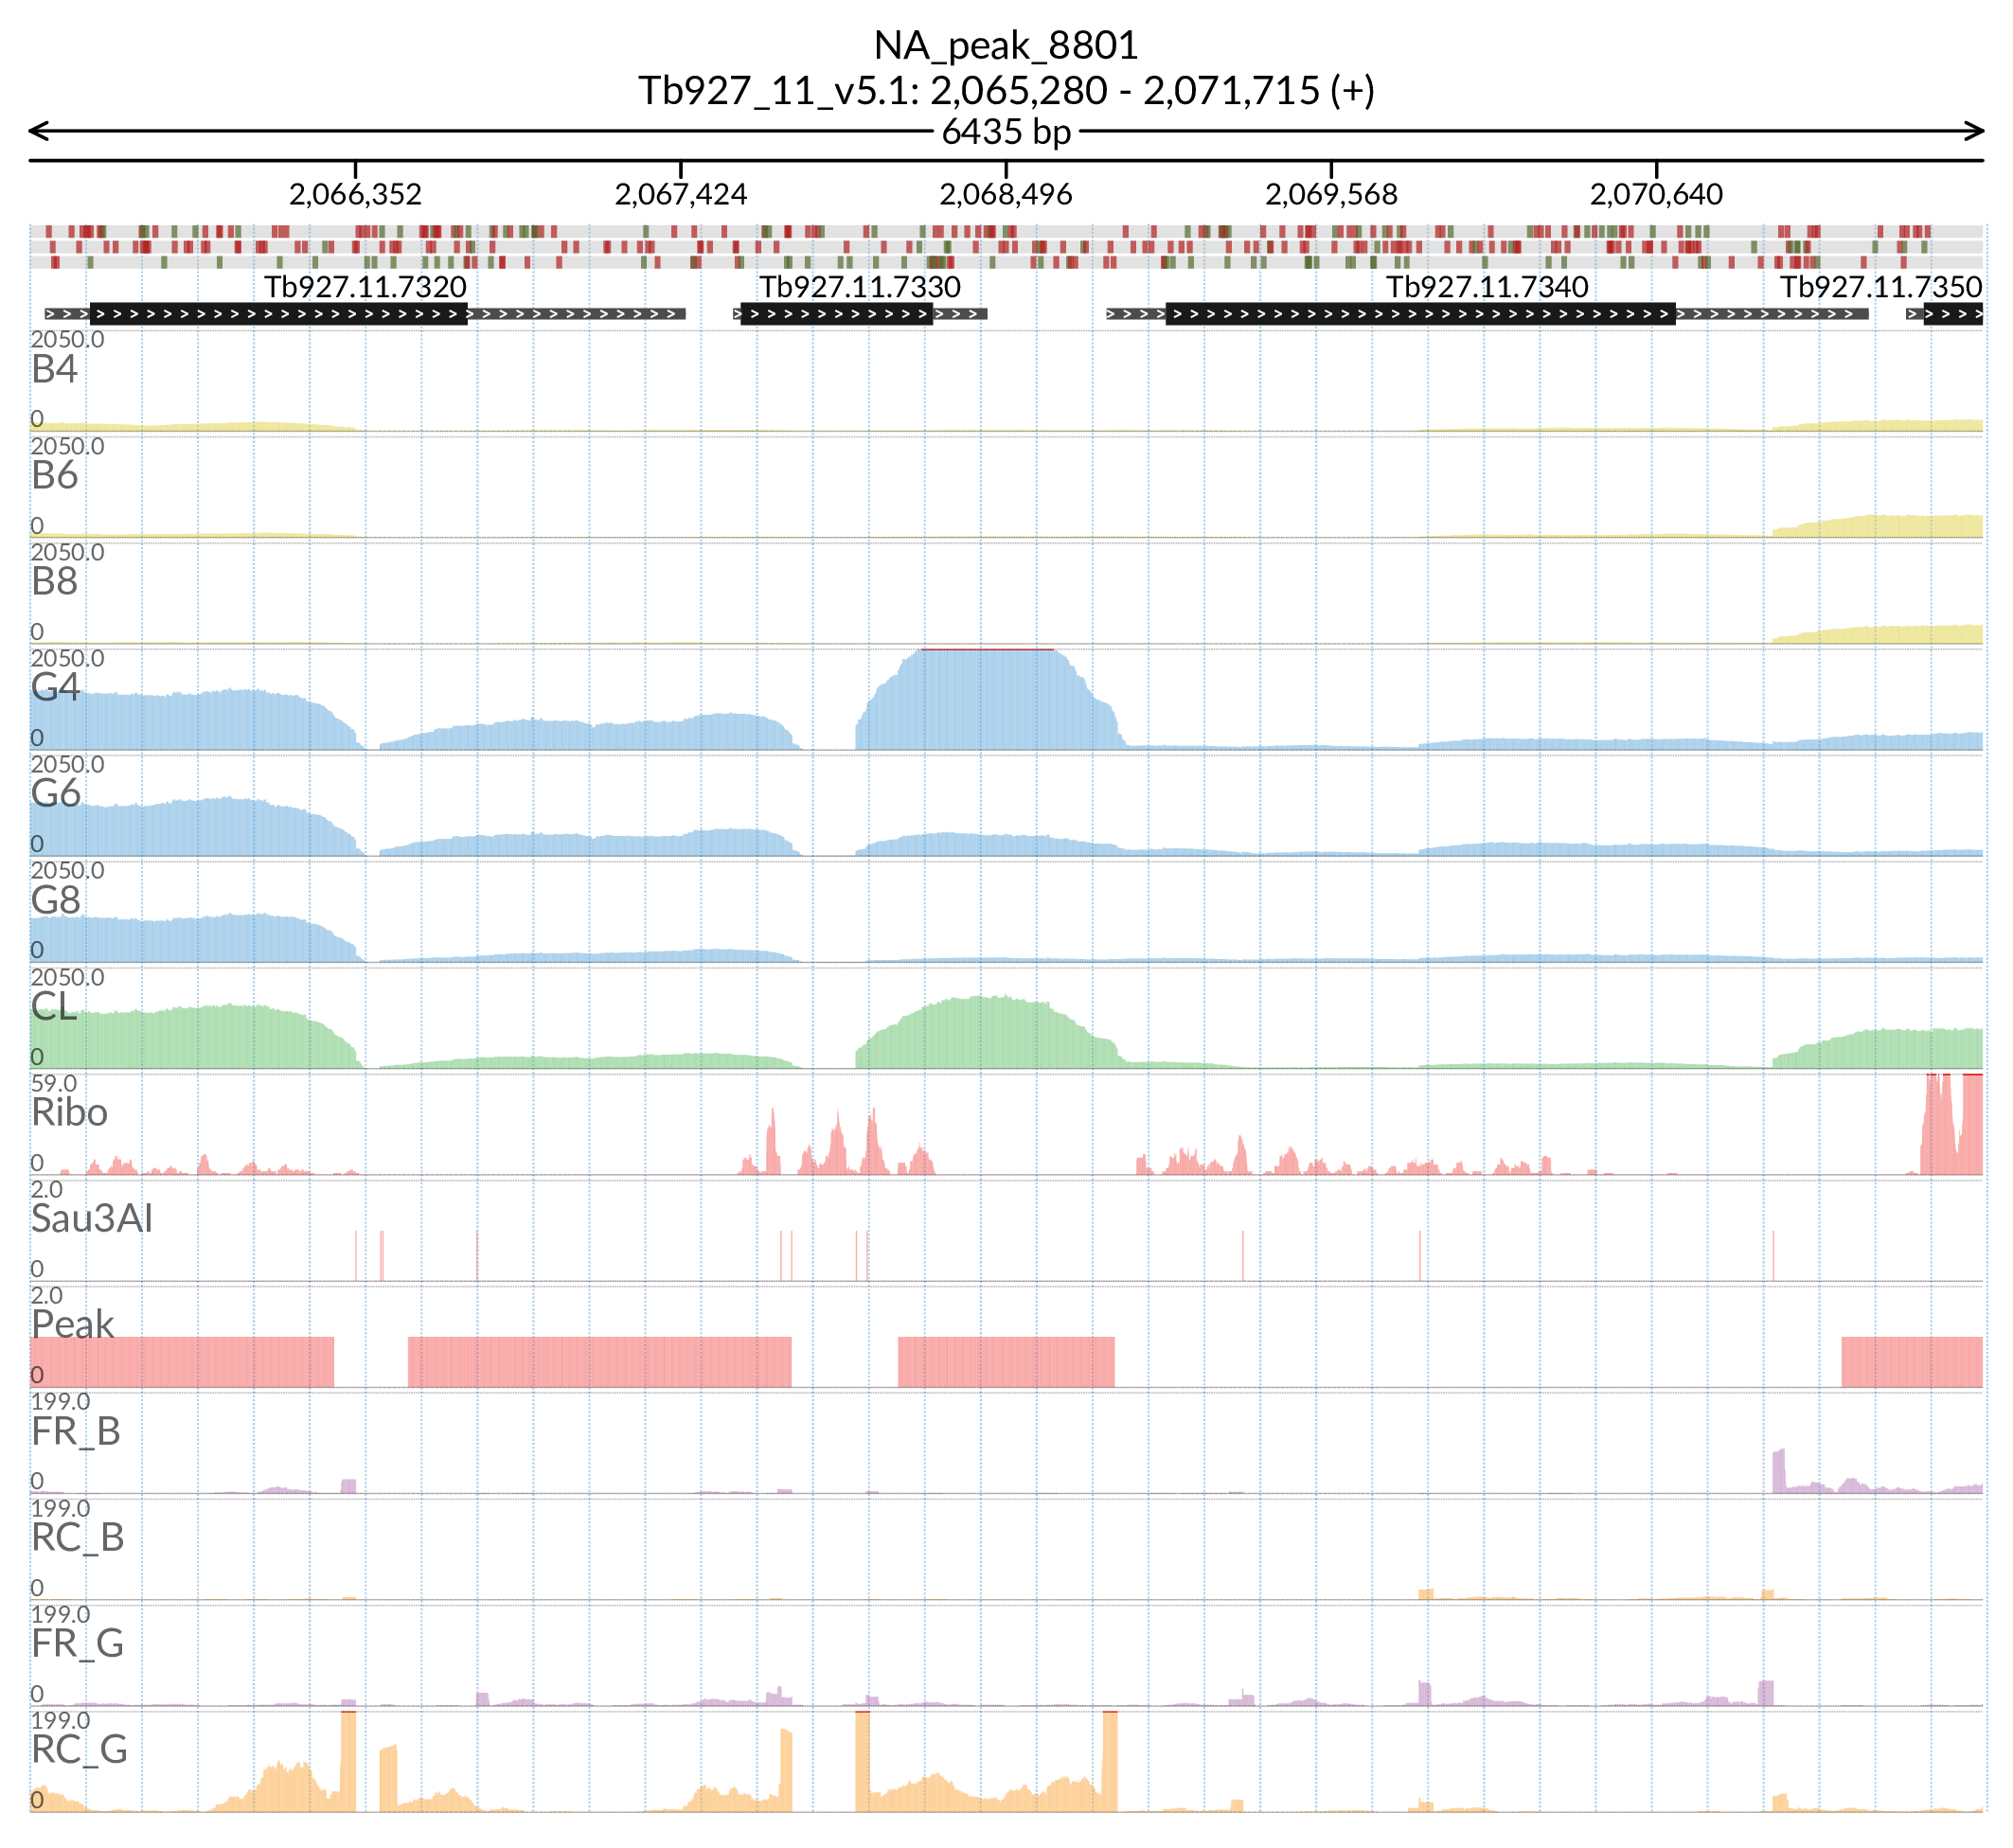 NA_peak_8801
Tb927_11_v5.1: 2,065,280 - 2,071,715 (+)
6435 bp
2,066,352 2,067,424 2,068,496 2,069,568 2,070,640
Tb927.11.7320 Tb927.11.7330 Tb927.11.7340 Tb927.11.7350
2050.0
B4
0
2050.0
B6
0
2050.0
B8
0
2050.0
G4
0
2050.0
G6
0
2050.0
G8
0
2050.0
CL
0
59.0
Ribo
0
2.0
Sau3AI
0
2.0
Peak
0
199.0
FR_B
0
199.0
RC_B
0
199.0
FR_G
0
199.0
RC_G
0